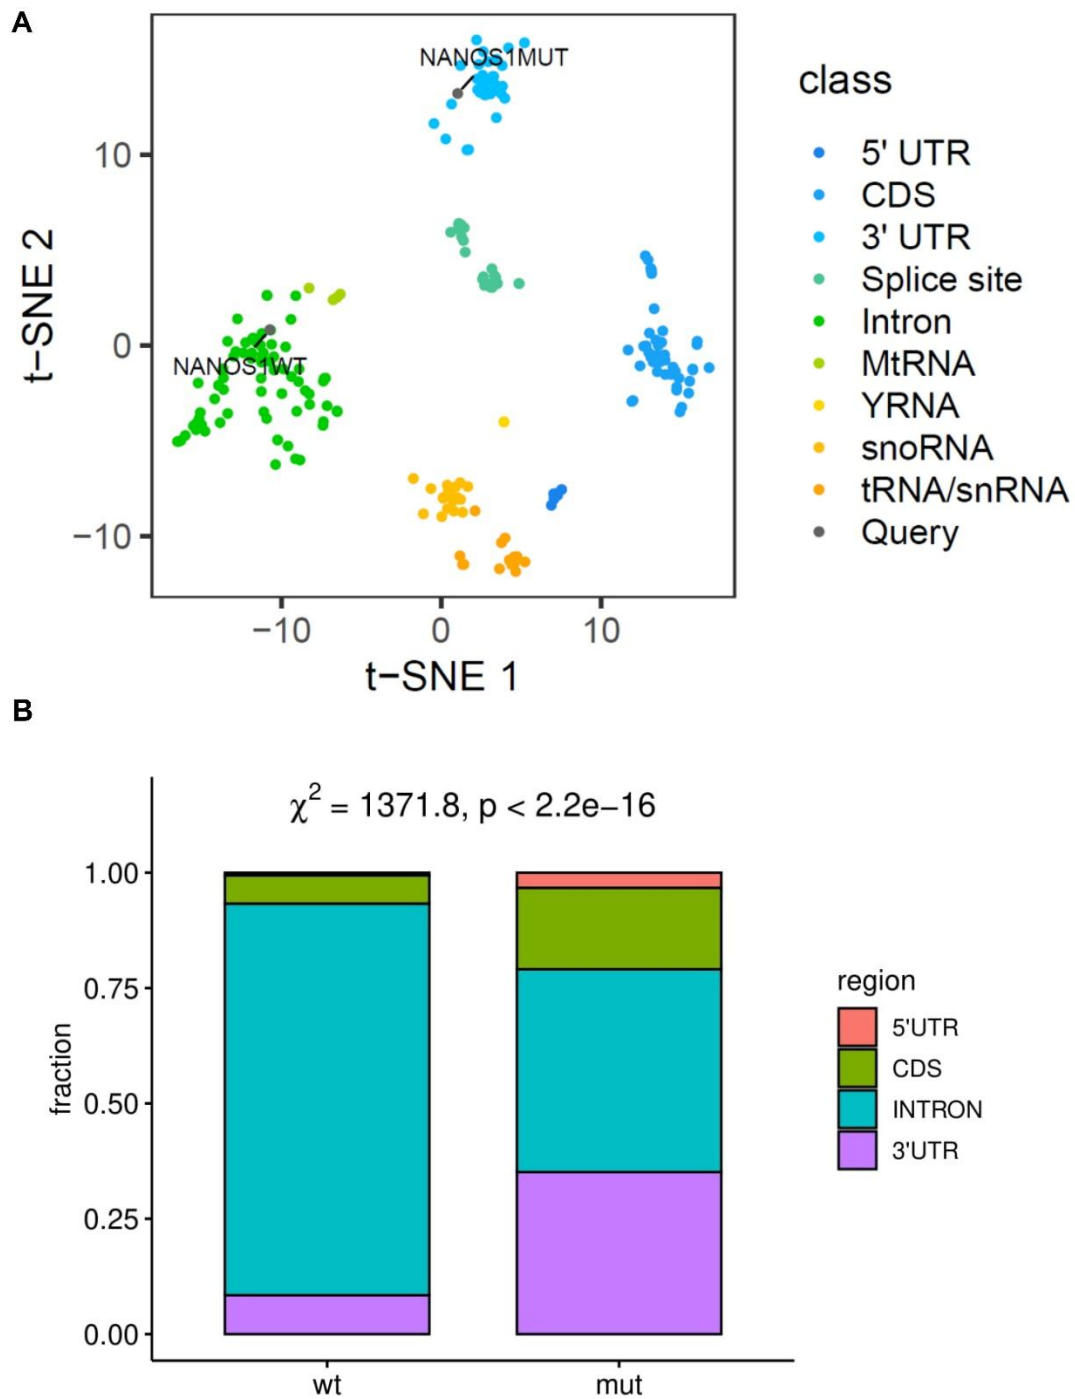 A
NANOS1MUT
NANOS1WT
10
0
−10
t−SNE 2
−10
0
10
t−SNE 1
class
5' UTR
CDS
3' UTR
Splice site
Intron
MtRNA
YRNA
snoRNA
tRNA/snRNA
Query
B
χ² = 1371.8, p < 2.2e−16
1.00
0.75
0.50
0.25
0.00
fraction
wt
mut
region
5'UTR
CDS
INTRON
3'UTR